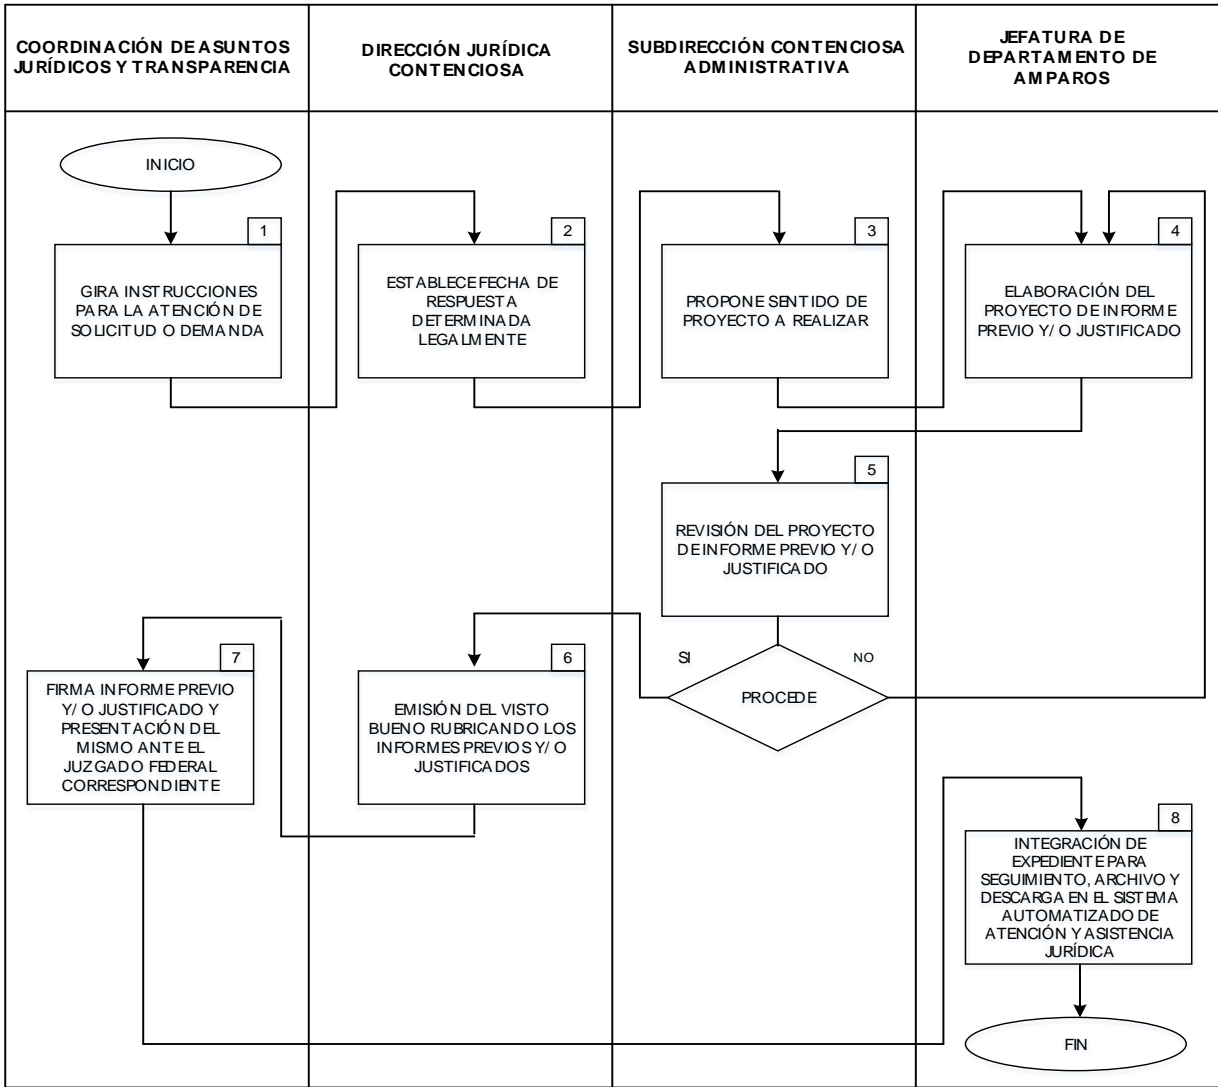 COORDINACIÓN DE ASUNTOS
JURÍDICOS Y TRANSPARENCIA
DIRECCIÓN JURÍDICA
CONTENCIOSA
SUBDIRECCIÓN CONTENCIOSA
ADMINISTRATIVA
JEFATURA DE
DEPARTAMENTO DE
AMPAROS
INICIO
1
GIRA INSTRUCCIONES
PARA LA ATENCIÓN DE
SOLICITUD O DEMANDA
2
ESTABLECE FECHA DE
RESPUESTA
DETERMINADA
LEGALMENTE
3
PROPONE SENTIDO DE
PROYECTO A REALIZAR
4
ELABORACIÓN DEL
PROYECTO DE INFORME
PREVIO Y/O JUSTIFICADO
5
REVISIÓN DEL PROYECTO
DE INFORME PREVIO Y/O
JUSTIFICADO
SI
NO
PROCEDE
6
EMISIÓN DEL VISTO
BUENO RUBRICANDO LOS
INFORMES PREVIOS Y/O
JUSTIFICADOS
7
FIRMA INFORME PREVIO
Y/O JUSTIFICADO Y
PRESENTACIÓN DEL
MISMO ANTE EL
JUZGADO FEDERAL
CORRESPONDIENTE
8
INTEGRACIÓN DE
EXPEDIENTE PARA
SEGUIMIENTO, ARCHIVO Y
DESCARGA EN EL SISTEMA
AUTOMATIZADO DE
ATENCIÓN Y ASISTENCIA
JURÍDICA
FIN